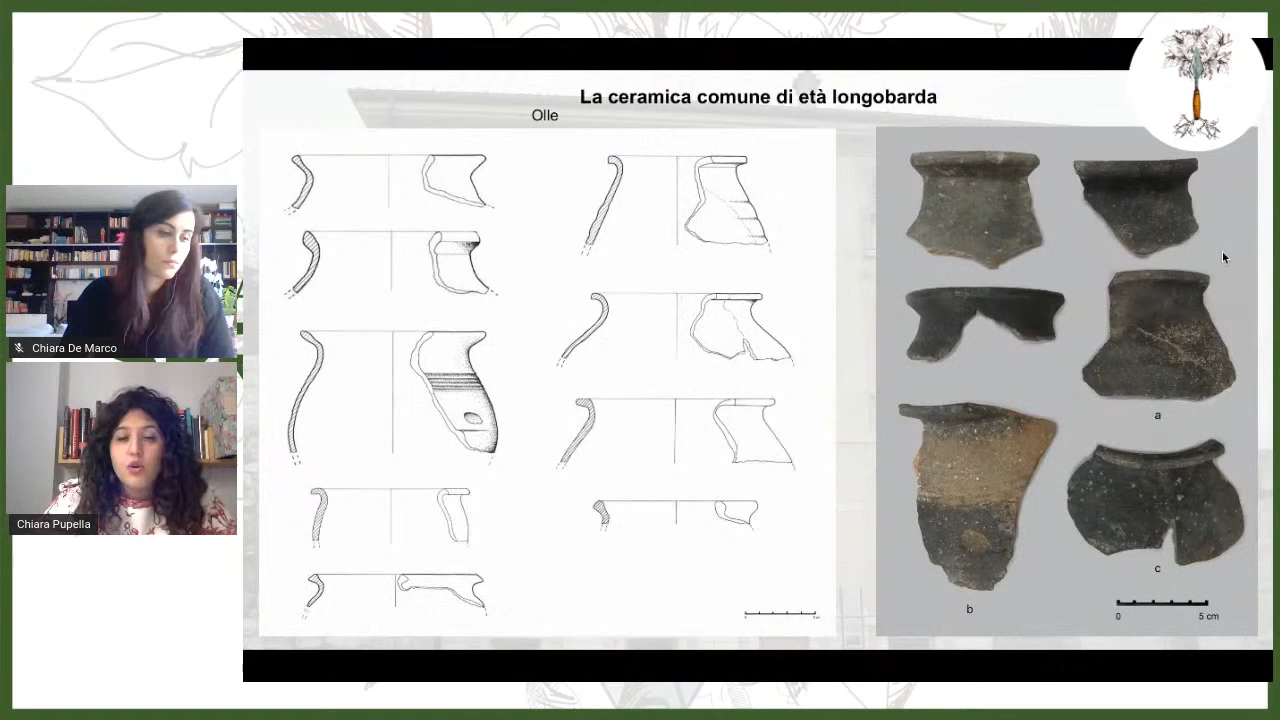 La ceramica comune di età longobarda
Olle
Chiara De Marco
Chiara Pupella
a
b
c
0 5 cm